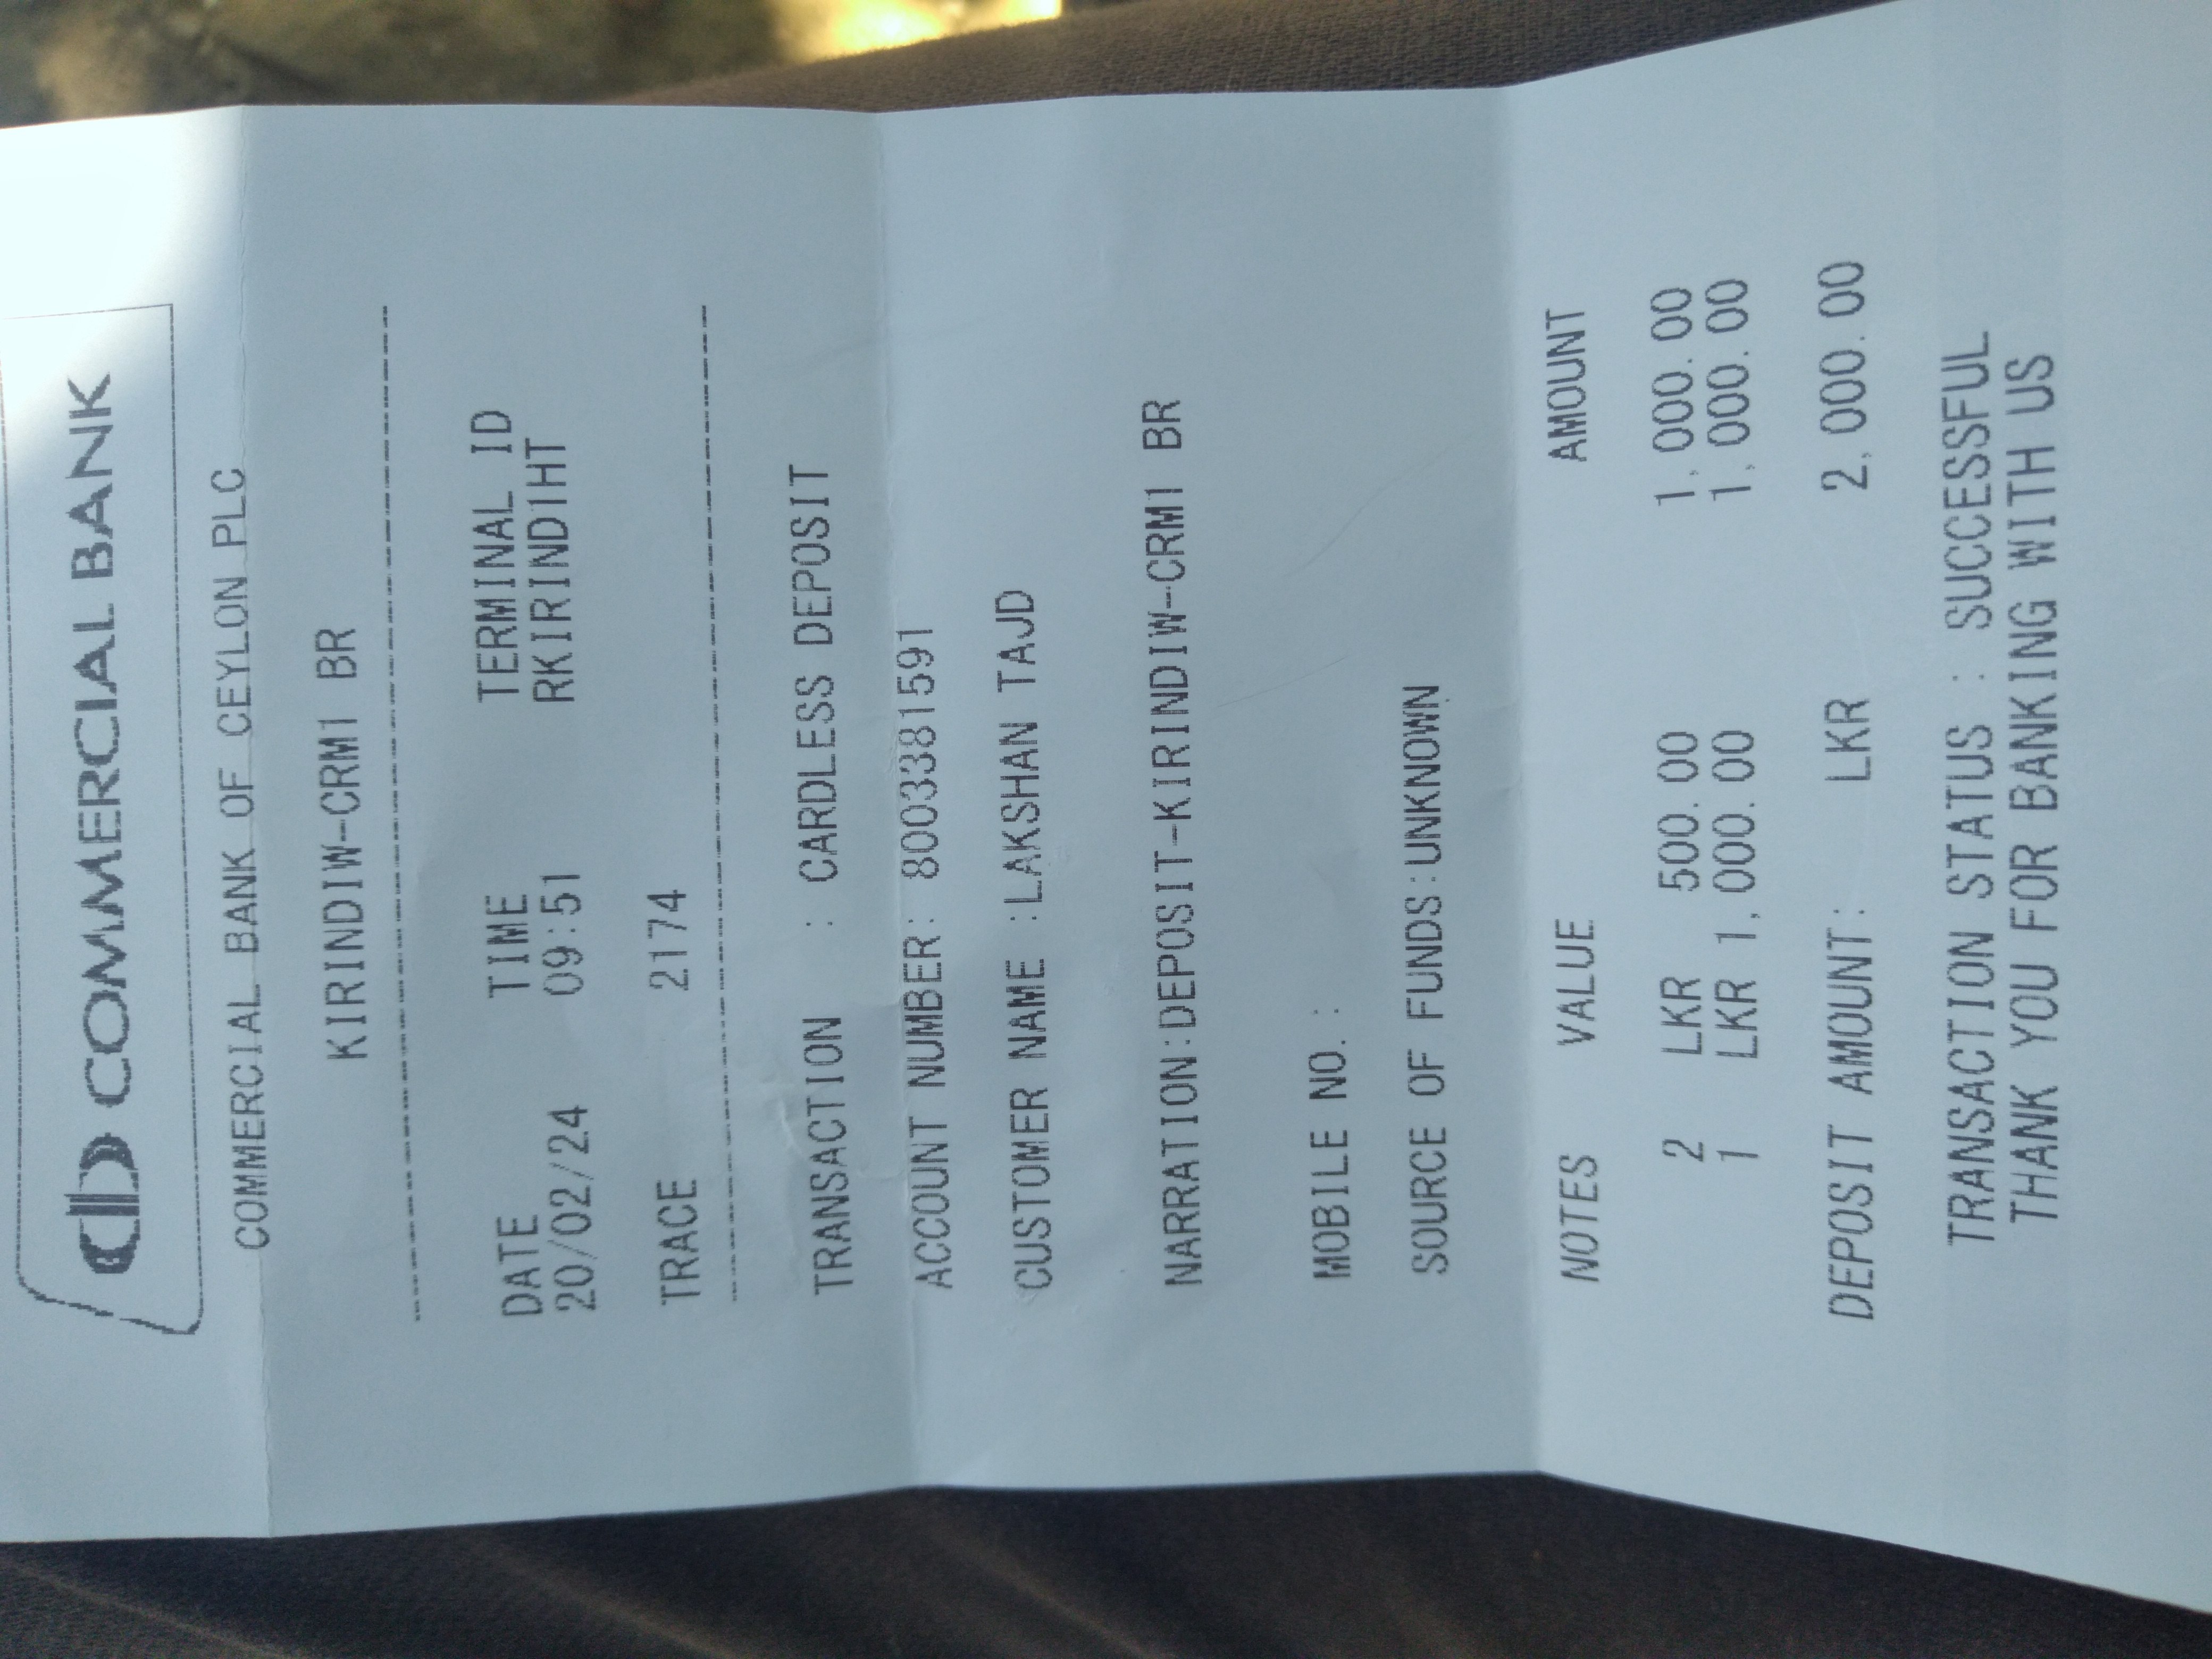 COMMERCIAL BANK
COMMERCIAL BANK OF CEYLON PLC
KIRINDIW-CRM1 BR
DATE TIME TERMINAL ID
20/02/24 09:51 RKIRIND1HT
TRACE 2174
TRANSACTION : CARDLESS DEPOSIT
ACCOUNT NUMBER: 8003381591
CUSTOMER NAME :LAKSHAN TAJD
NARRATION:DEPOSIT-KIRINDIW-CRM1 BR
MOBILE NO. :
SOURCE OF FUNDS:UNKNOWN
NOTES VALUE AMOUNT
2 LKR 500.00 1,000.00
1 LKR 1,000.00 1,000.00
DEPOSIT AMOUNT: LKR 2,000.00
TRANSACTION STATUS : SUCCESSFUL
THANK YOU FOR BANKING WITH US